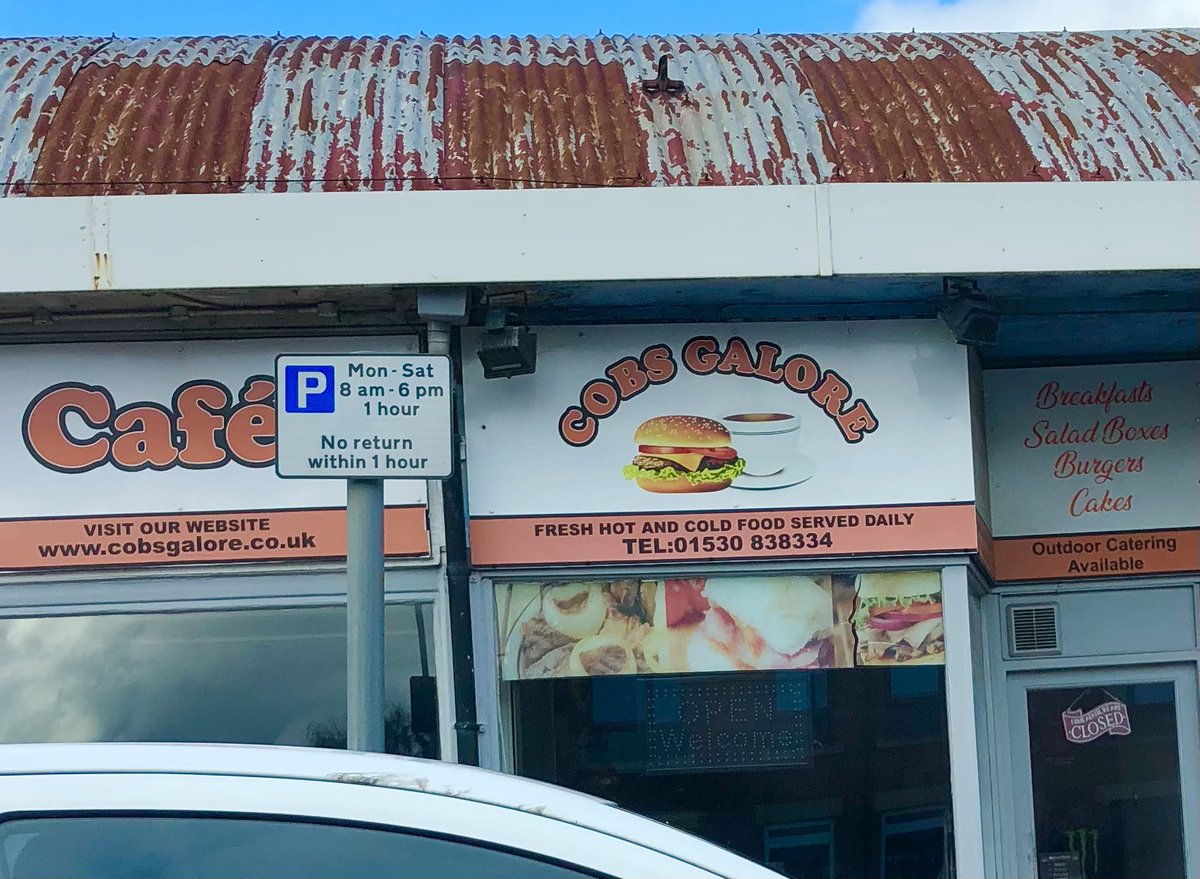 Café
VISIT OUR WEBSITE
www.cobsgalore.co.uk
P
Mon - Sat
8 am - 6 pm
1 hour
No return
within 1 hour
COBS GALORE
FRESH HOT AND COLD FOOD SERVED DAILY
TEL:01530 838334
Breakfasts
Salad Boxes
Burgers
Cakes
Outdoor Catering
Available
OPEN
Welcome
CLOSED